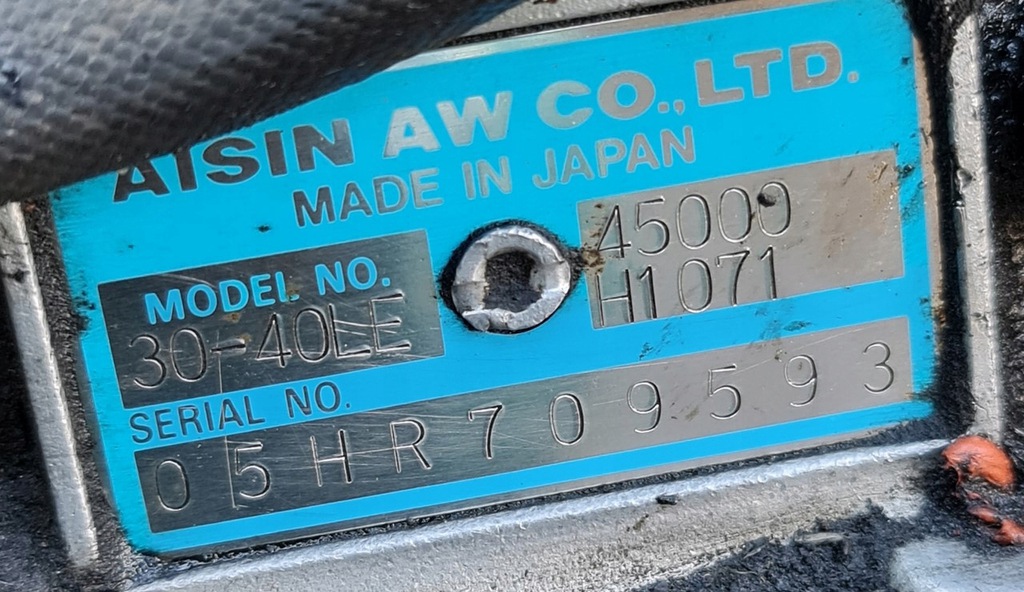 AISIN AW CO., LTD.
MADE IN JAPAN
MODEL NO.
30-40LE
45000
H1071
SERIAL NO.
05HR709593